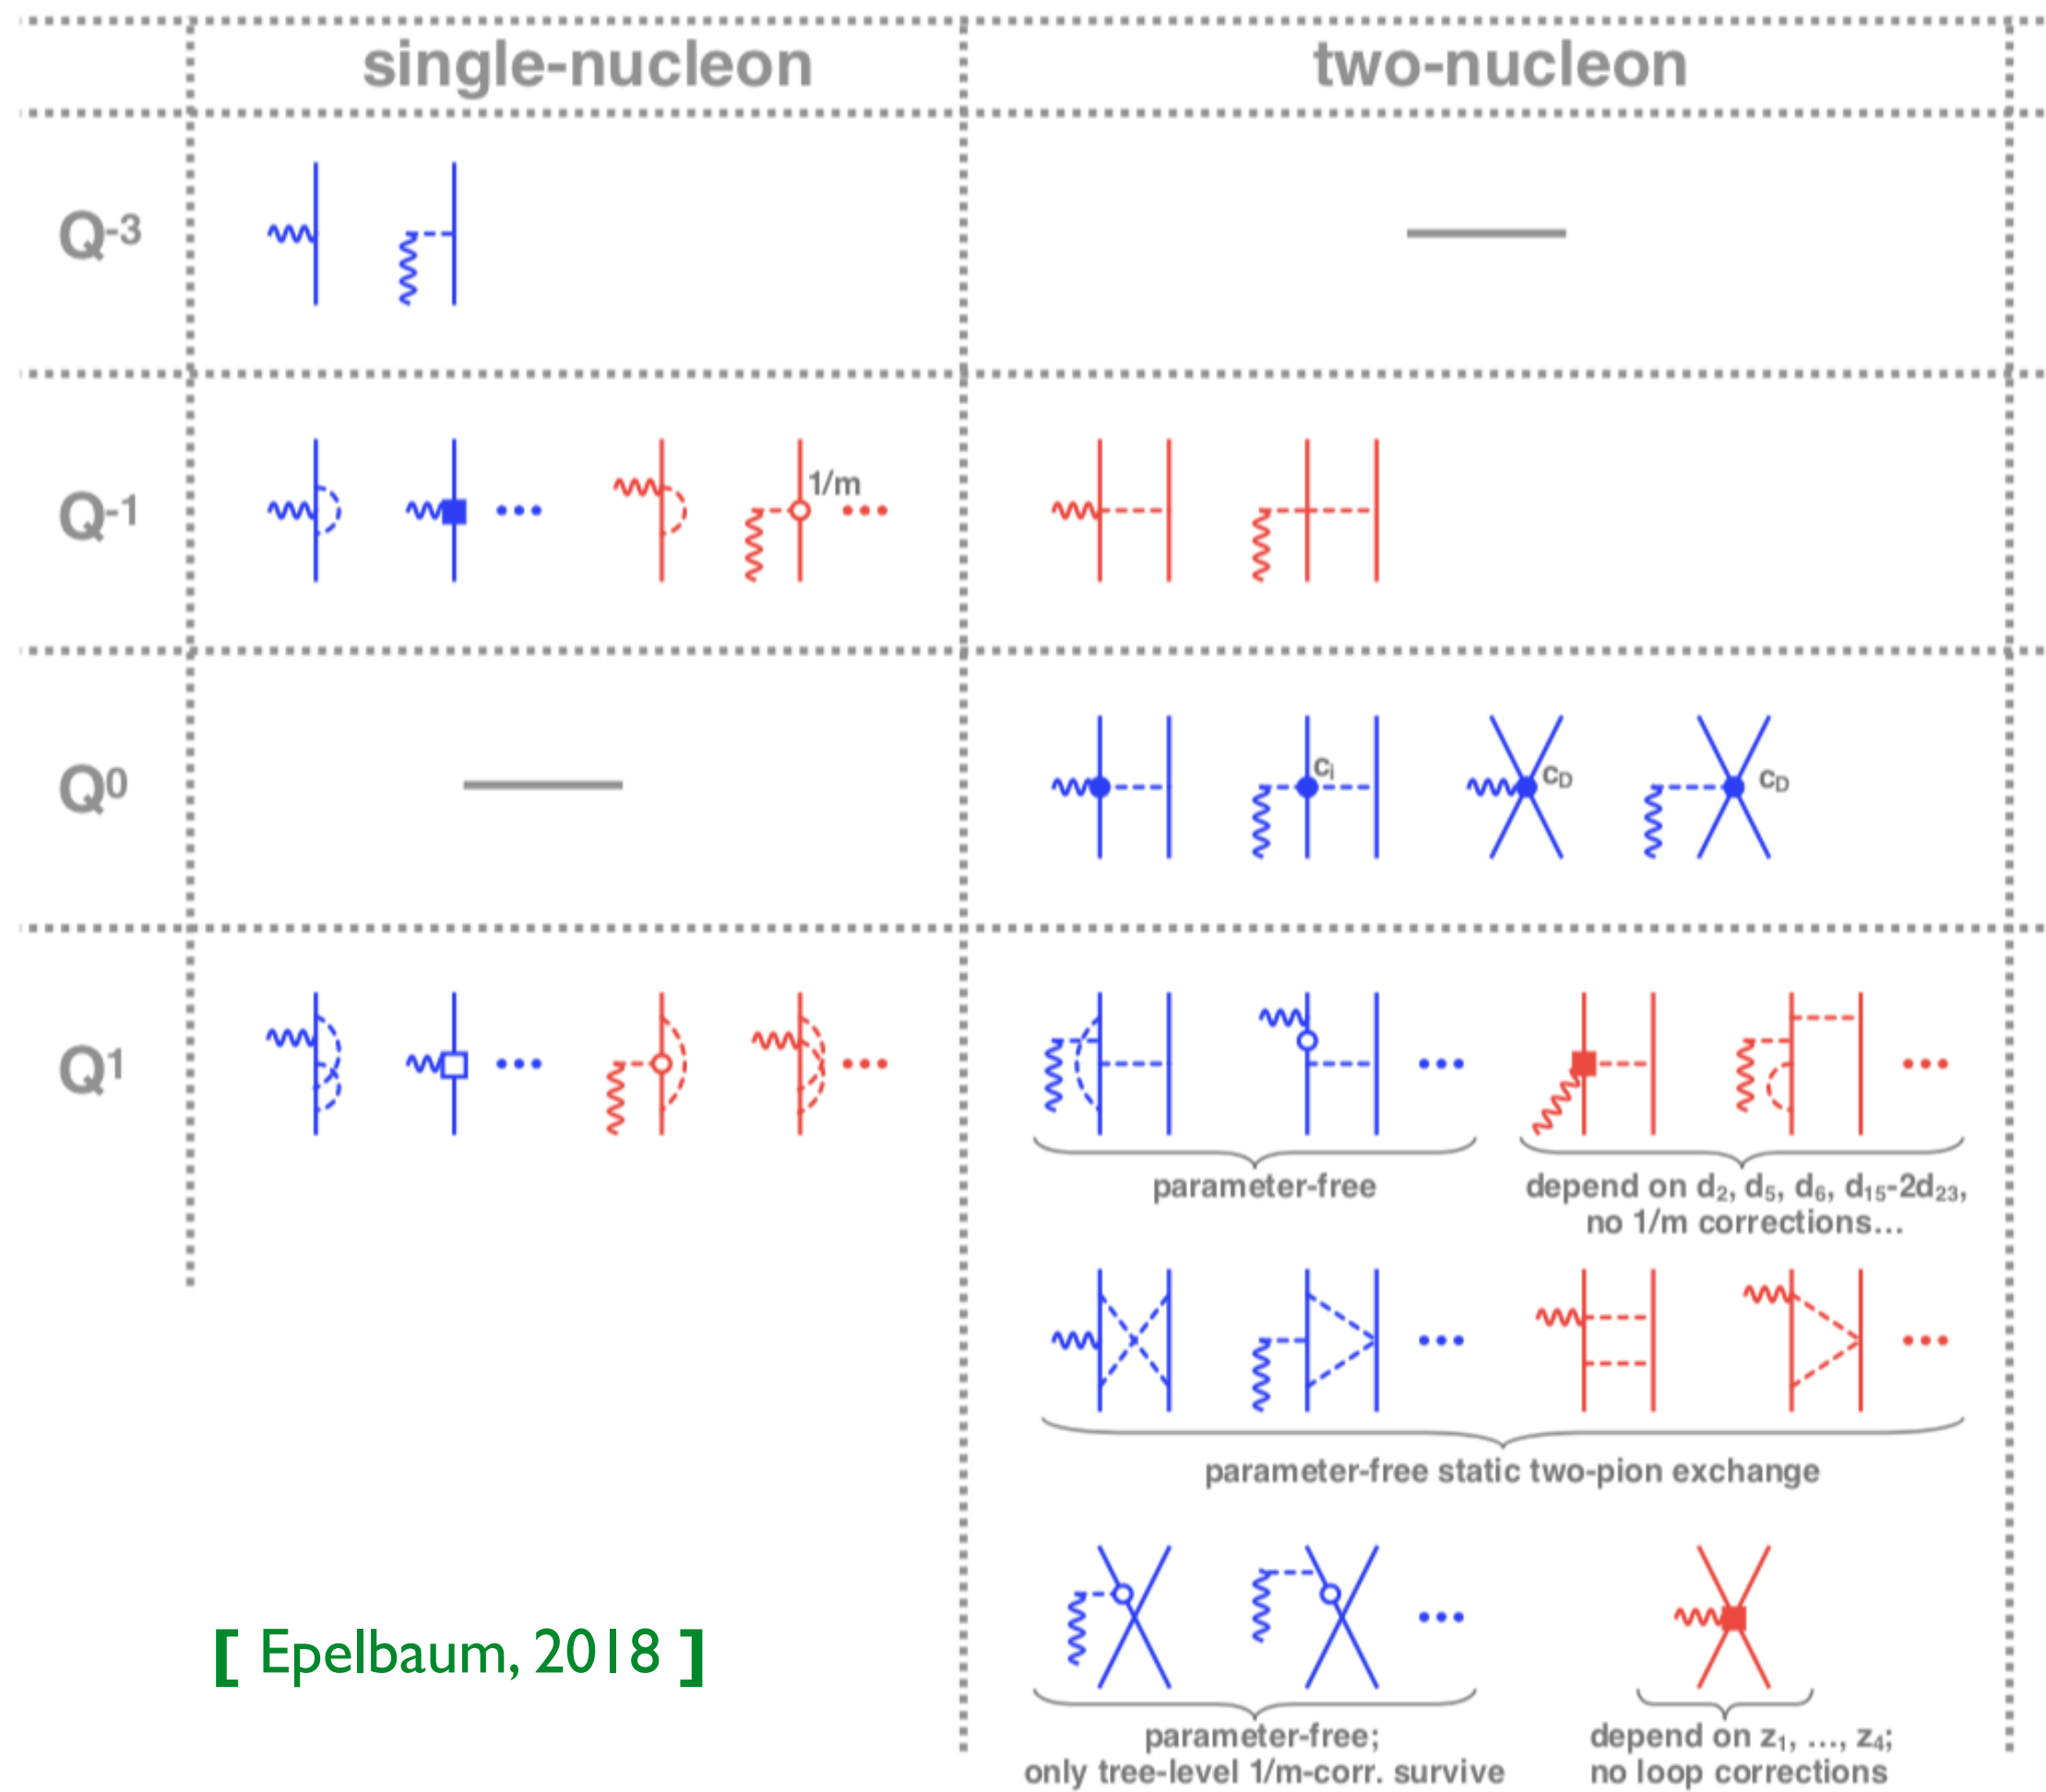 single-nucleon
two-nucleon
Q-3
Q-1
1/m
Q0
ci
cD
cD
Q1
parameter-free
depend on d2, d5, d6, d15-2d23,
no 1/m corrections...
parameter-free static two-pion exchange
[ Epelbaum, 2018 ]
parameter-free;
only tree-level 1/m-corr. survive
depend on z1, ..., z4;
no loop corrections